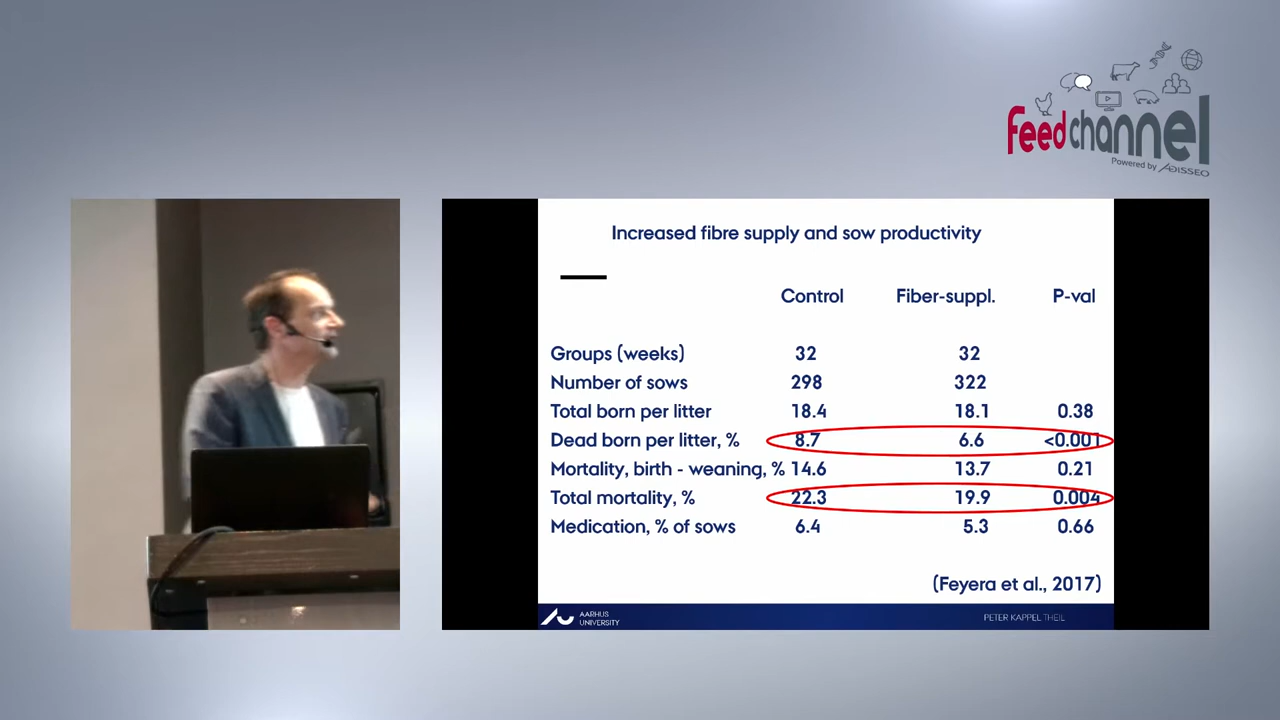 feedchannel
Powered by ADISSEO
Increased fibre supply and sow productivity
Control Fiber-suppl. P-val
Groups (weeks) 32 32
Number of sows 298 322
Total born per litter 18.4 18.1 0.38
Dead born per litter, % 8.7 6.6 <0.001
Mortality, birth - weaning, % 14.6 13.7 0.21
Total mortality, % 22.3 19.9 0.004
Medication, % of sows 6.4 5.3 0.66
(Feyera et al., 2017)
AARHUS
UNIVERSITY
PETER KAPPEL THEIL